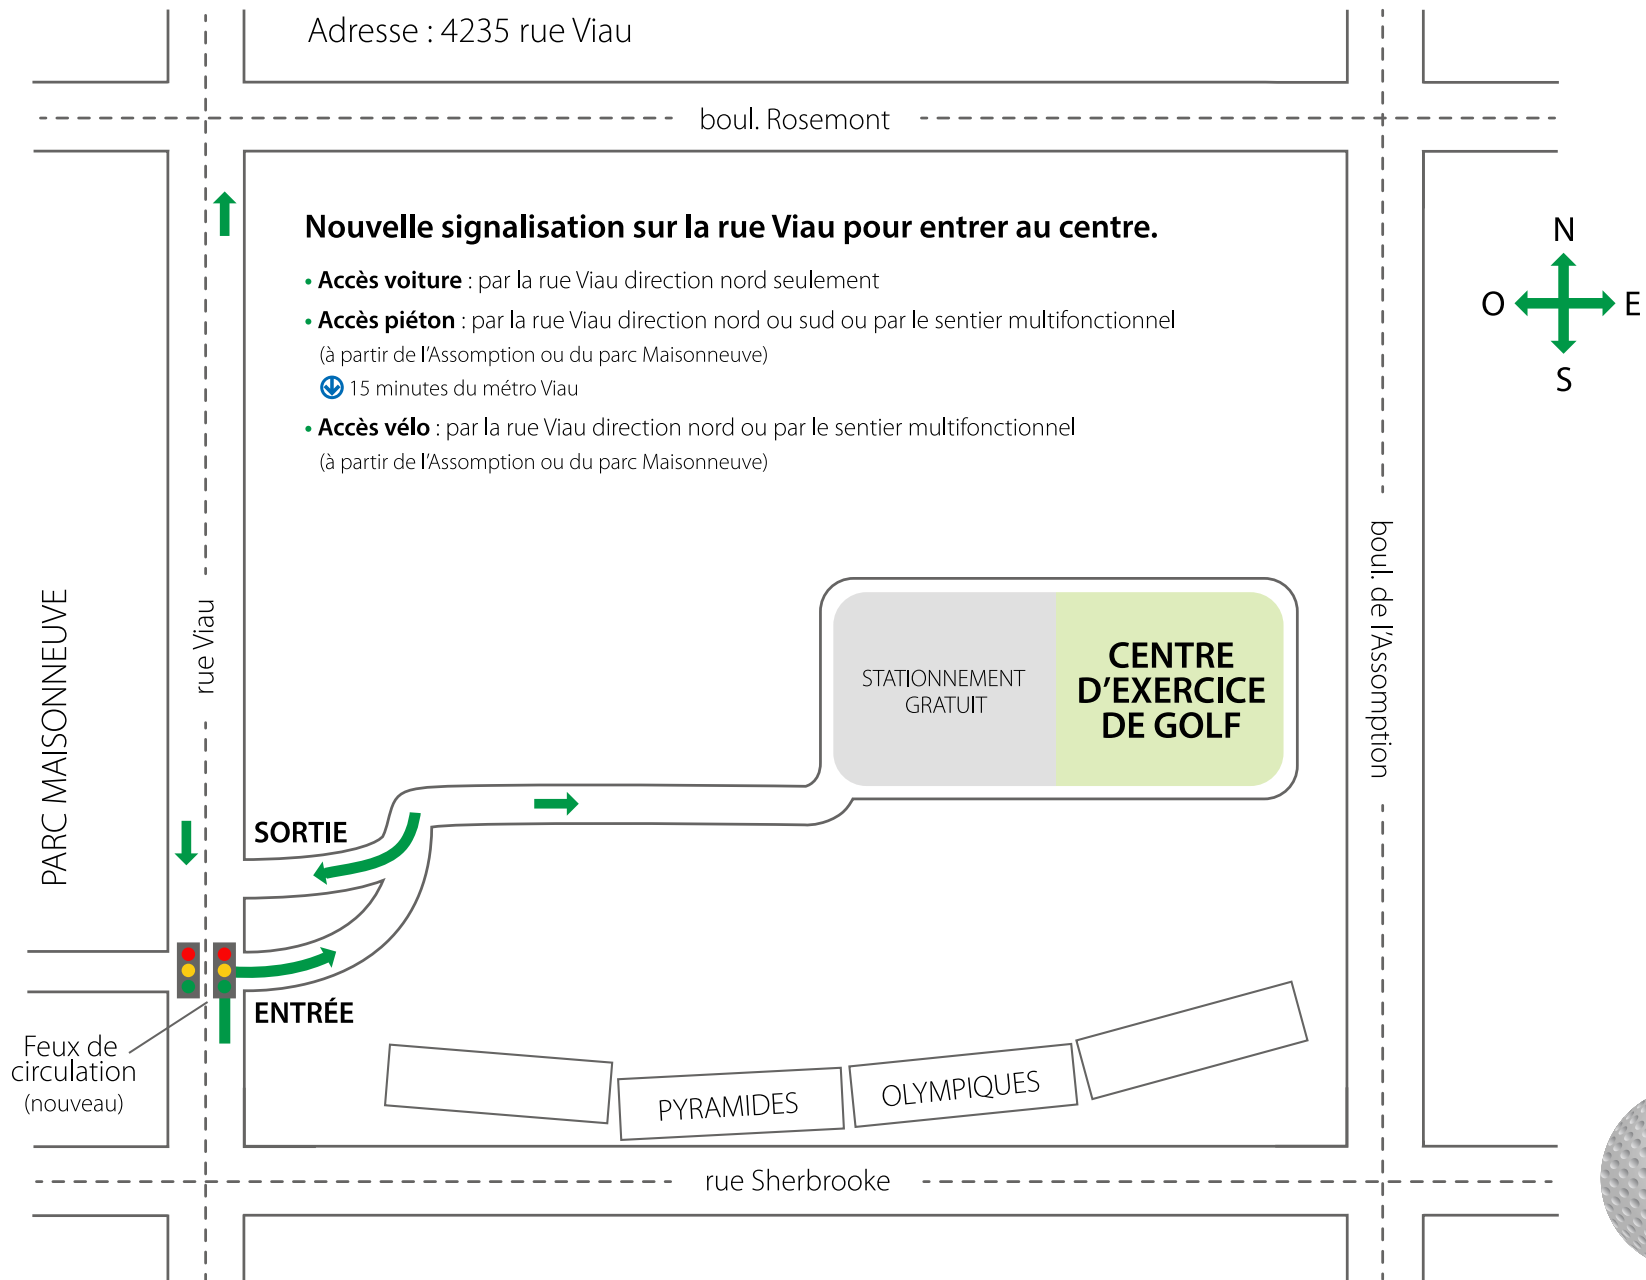 Adresse : 4235 rue Viau
boul. Rosemont
Nouvelle signalisation sur la rue Viau pour entrer au centre.
• Accès voiture : par la rue Viau direction nord seulement
• Accès piéton : par la rue Viau direction nord ou sud ou par le sentier multifonctionnel
(à partir de l'Assomption ou du parc Maisonneuve)
15 minutes du métro Viau
• Accès vélo : par la rue Viau direction nord ou par le sentier multifonctionnel
(à partir de l'Assomption ou du parc Maisonneuve)
N
O
E
S
PARC MAISONNEUVE
rue Viau
boul. de l'Assomption
STATIONNEMENT
GRATUIT
CENTRE
D'EXERCICE
DE GOLF
SORTIE
ENTRÉE
Feux de
circulation
(nouveau)
PYRAMIDES
OLYMPIQUES
rue Sherbrooke